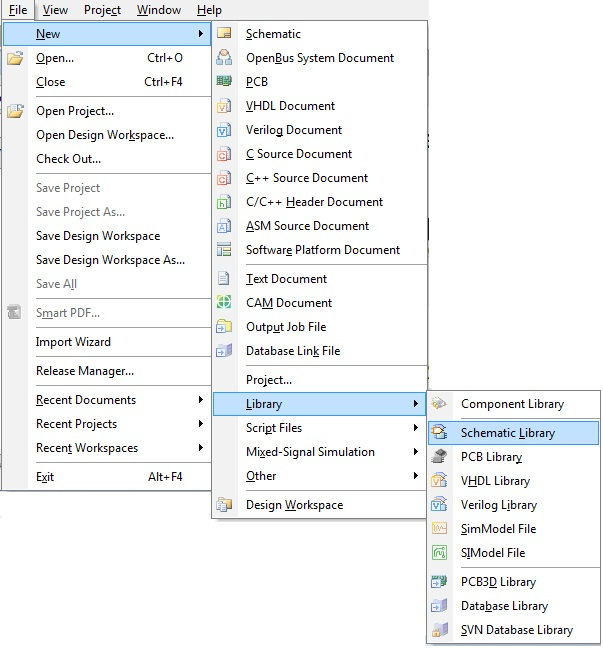 File View Project Window Help
New
Open... Ctrl+O
Close Ctrl+F4
Open Project...
Open Design Workspace...
Check Out...
Save Project
Save Project As...
Save Design Workspace
Save Design Workspace As...
Save All
Smart PDF...
Import Wizard
Release Manager...
Recent Documents
Recent Projects
Recent Workspaces
Exit Alt+F4
Schematic
OpenBus System Document
PCB
VHDL Document
Verilog Document
C Source Document
C++ Source Document
C/C++ Header Document
ASM Source Document
Software Platform Document
Text Document
CAM Document
Output Job File
Database Link File
Project...
Library
Script Files
Mixed-Signal Simulation
Other
Design Workspace
Component Library
Schematic Library
PCB Library
VHDL Library
Verilog Library
SimModel File
SIModel File
PCB3D Library
Database Library
SVN Database Library